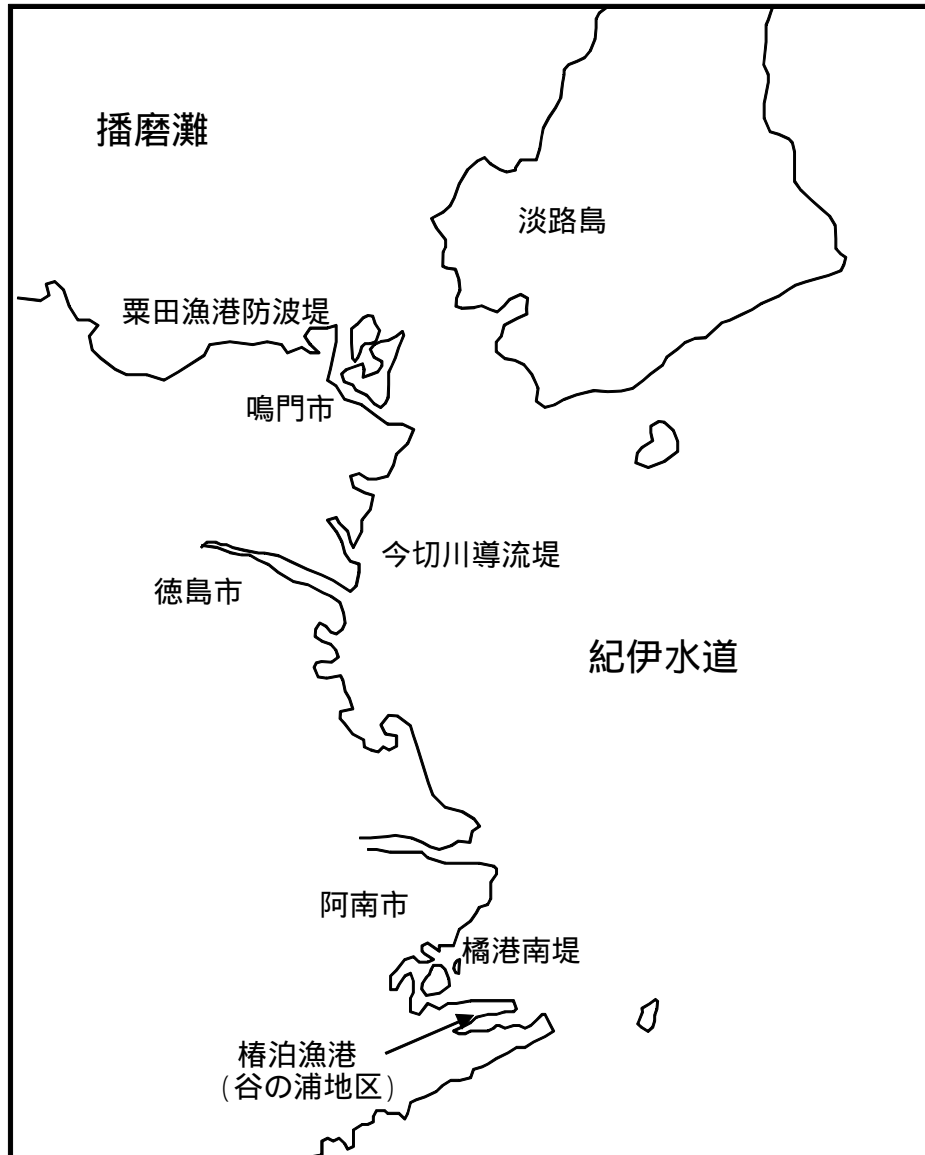 播磨灘
淡路島
粟田漁港防波堤
鳴門市
今切川導流堤
徳島市
紀伊水道
阿南市
橘港南堤
椿泊漁港
(谷の浦地区)